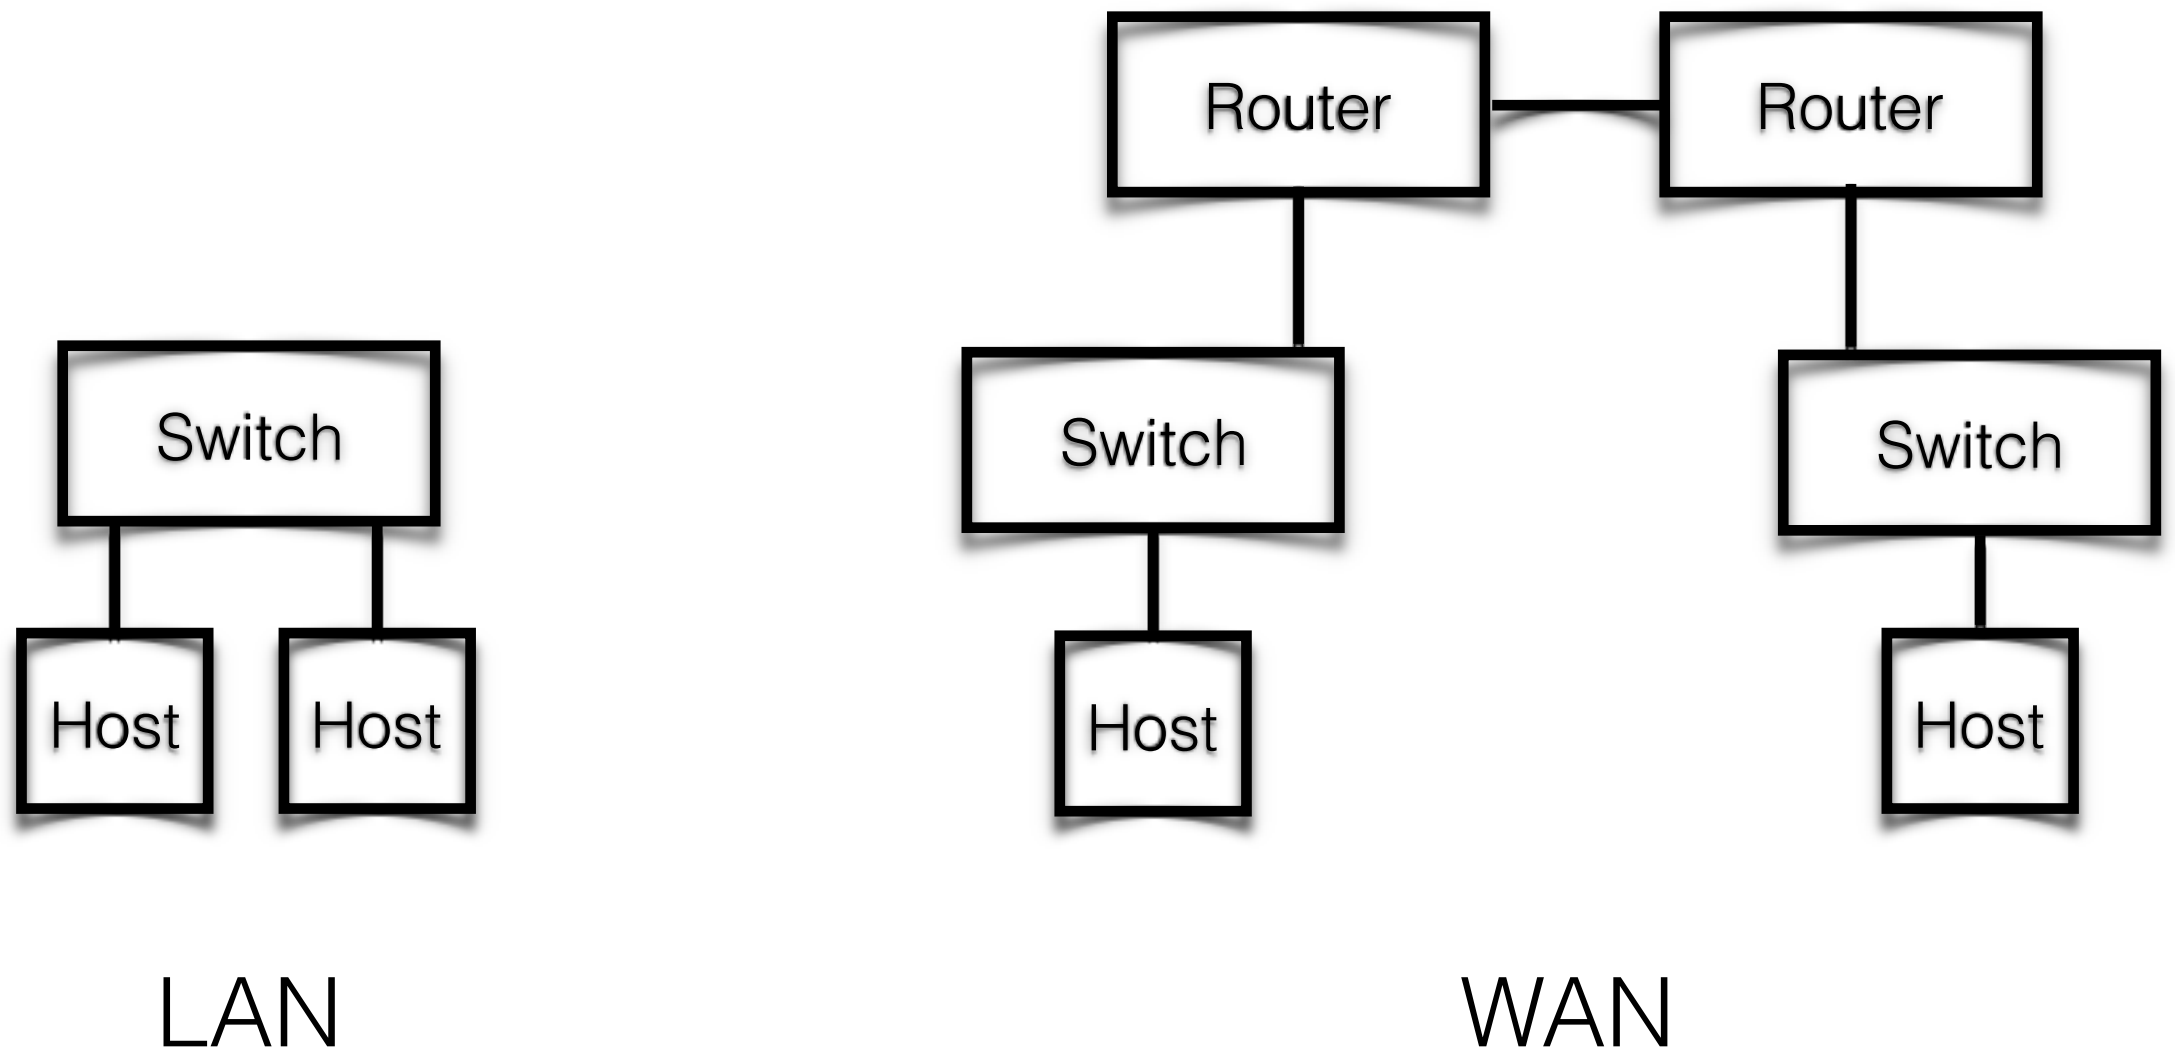 Router
Router
Switch
Switch
Switch
Host
Host
Host
Host
LAN
WAN